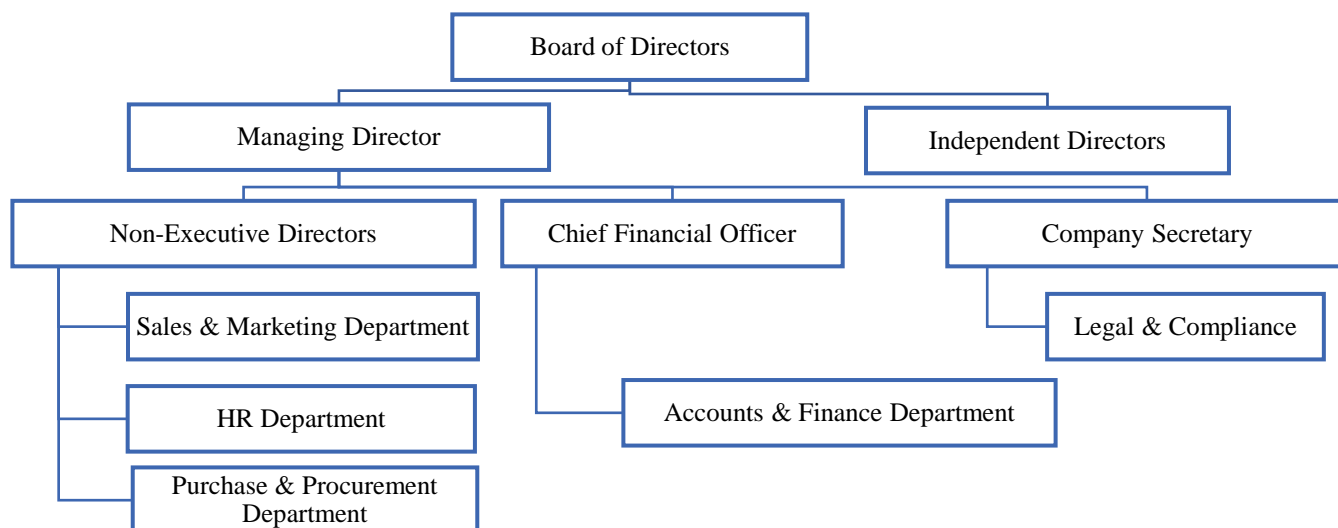 Board of Directors
Managing Director
Independent Directors
Non-Executive Directors
Chief Financial Officer
Company Secretary
Sales & Marketing Department
Legal & Compliance
HR Department
Accounts & Finance Department
Purchase & Procurement
Department